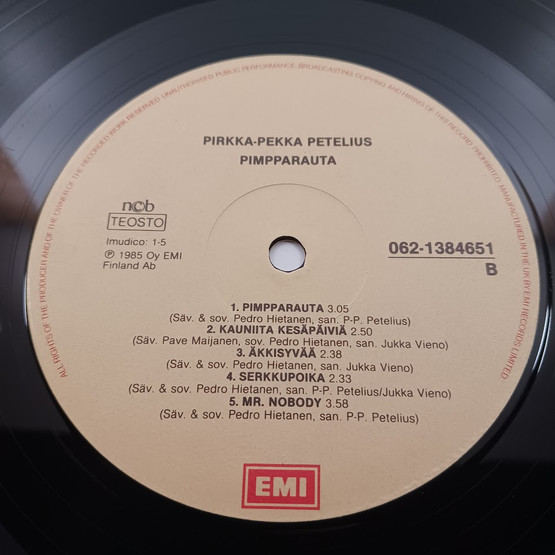 ALL RIGHTS OF THE PRODUCER AND OF THE OWNER OF THE RECORDED WORK RESERVED. UNAUTHORISED PUBLIC PERFORMANCE, BROADCASTING, COPYING AND HIRING OF THIS RECORD PROHIBITED. MANUFACTURED IN THE UK BY EMI RECORDS LIMITED.
PIRKKA-PEKKA PETELIUS
PIMPPARAUTA
ncb
TEOSTO
Imudico: 1-5
℗ 1985 Oy EMI
Finland Ab
062-1384651
B
1. PIMPPARAUTA 3.05
(Säv. & sov. Pedro Hietanen, san. P-P. Petelius)
2. KAUNIITA KESÄPÄIVIÄ 2.50
(Säv. Pave Maijanen, sov. Pedro Hietanen, san. Jukka Vieno)
3. ÄKKISYVÄÄ 2.38
(Säv. & sov. Pedro Hietanen, san. Jukka Vieno)
4. SERKKUPOIKA 2.33
(Säv. & sov. Pedro Hietanen, san. P-P. Petelius/Jukka Vieno)
5. MR. NOBODY 3.58
(Säv. & sov. Pedro Hietanen, san. P-P. Petelius)
EMI